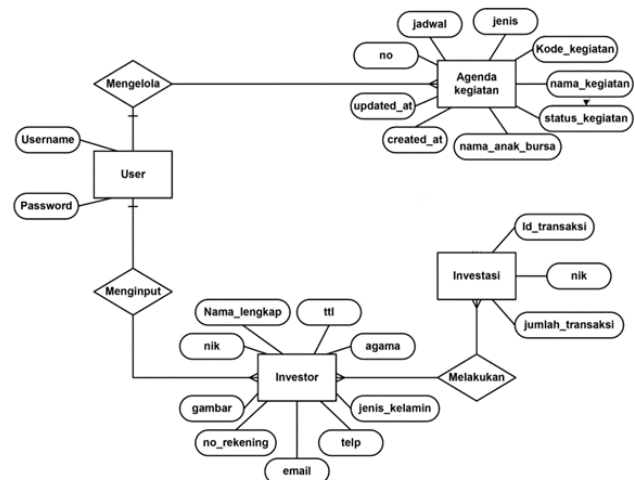 jadwal
jenis
no
Kode_kegiatan
Mengelola
Agenda
kegiatan
nama_kegiatan
updated_at
status_kegiatan
created_at
nama_anak_bursa
Username
User
Password
Id_transaksi
Investasi
nik
Menginput
Nama_lengkap
ttl
jumlah_transaksi
nik
agama
Investor
Melakukan
gambar
jenis_kelamin
no_rekening
telp
email